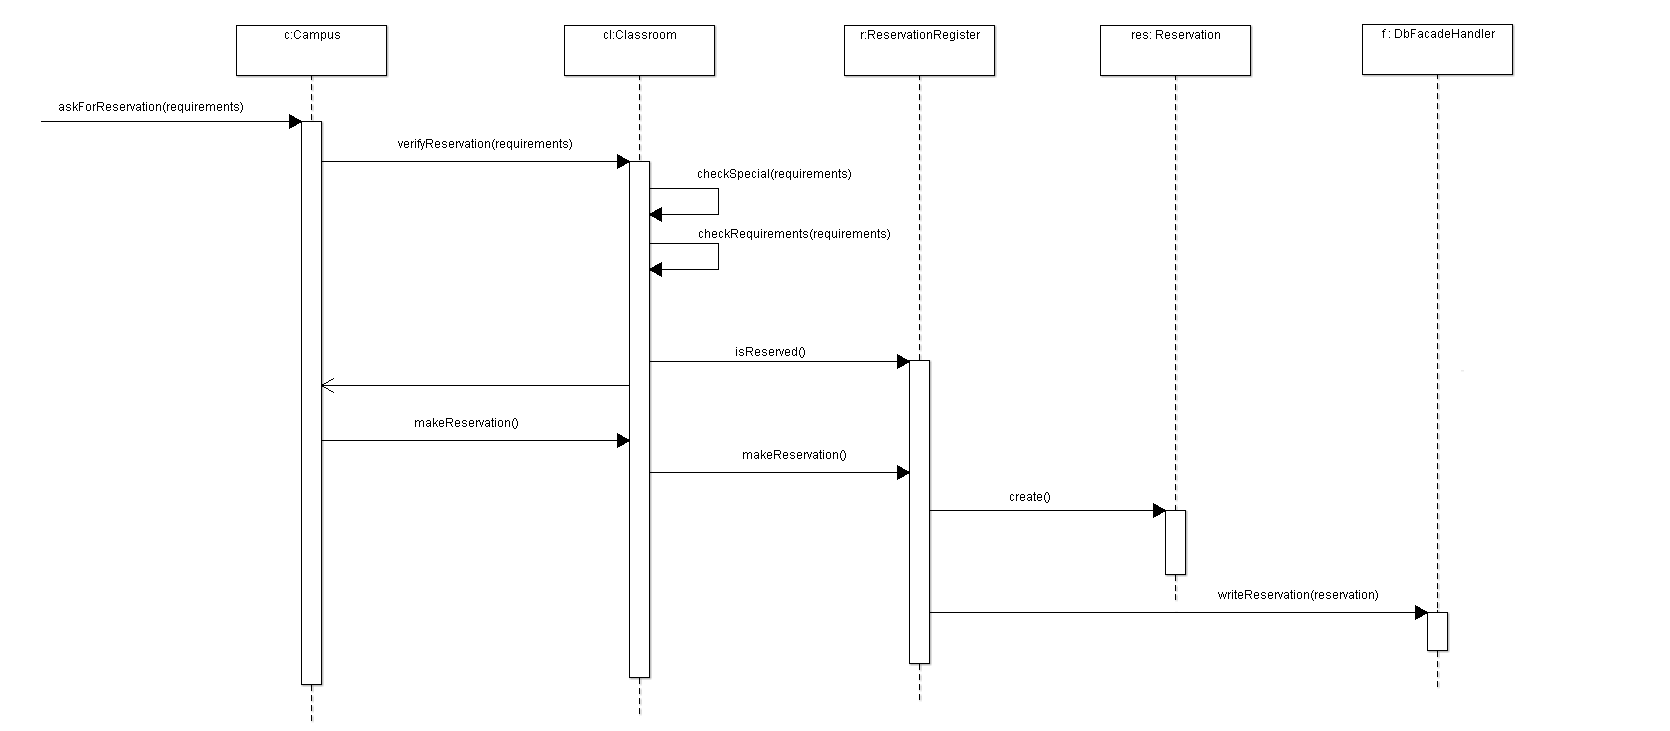 c:Campus
cl:Classroom
r:ReservationRegister
res: Reservation
f : DbFacadeHandler
askForReservation(requirements)
verifyReservation(requirements)
checkSpecial(requirements)
checkRequirements(requirements)
isReserved()
makeReservation()
makeReservation()
create()
writeReservation(reservation)